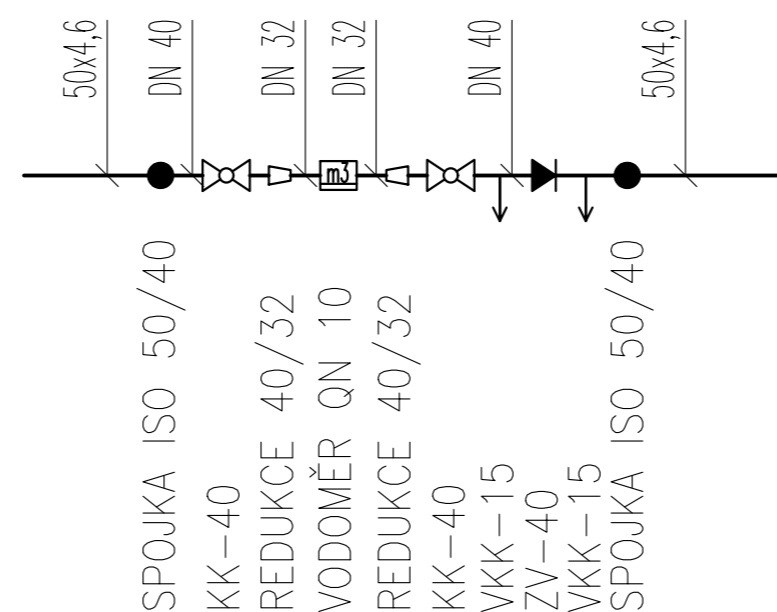 50x4,6
DN 40
DN 32
DN 32
DN 40
50x4,6
m3
SPOJKA ISO 50/40
KK-40
REDUKCE 40/32
VODOMĚR QN 10
REDUKCE 40/32
KK-40
VKK-15
ZV-40
VKK-15
SPOJKA ISO 50/40